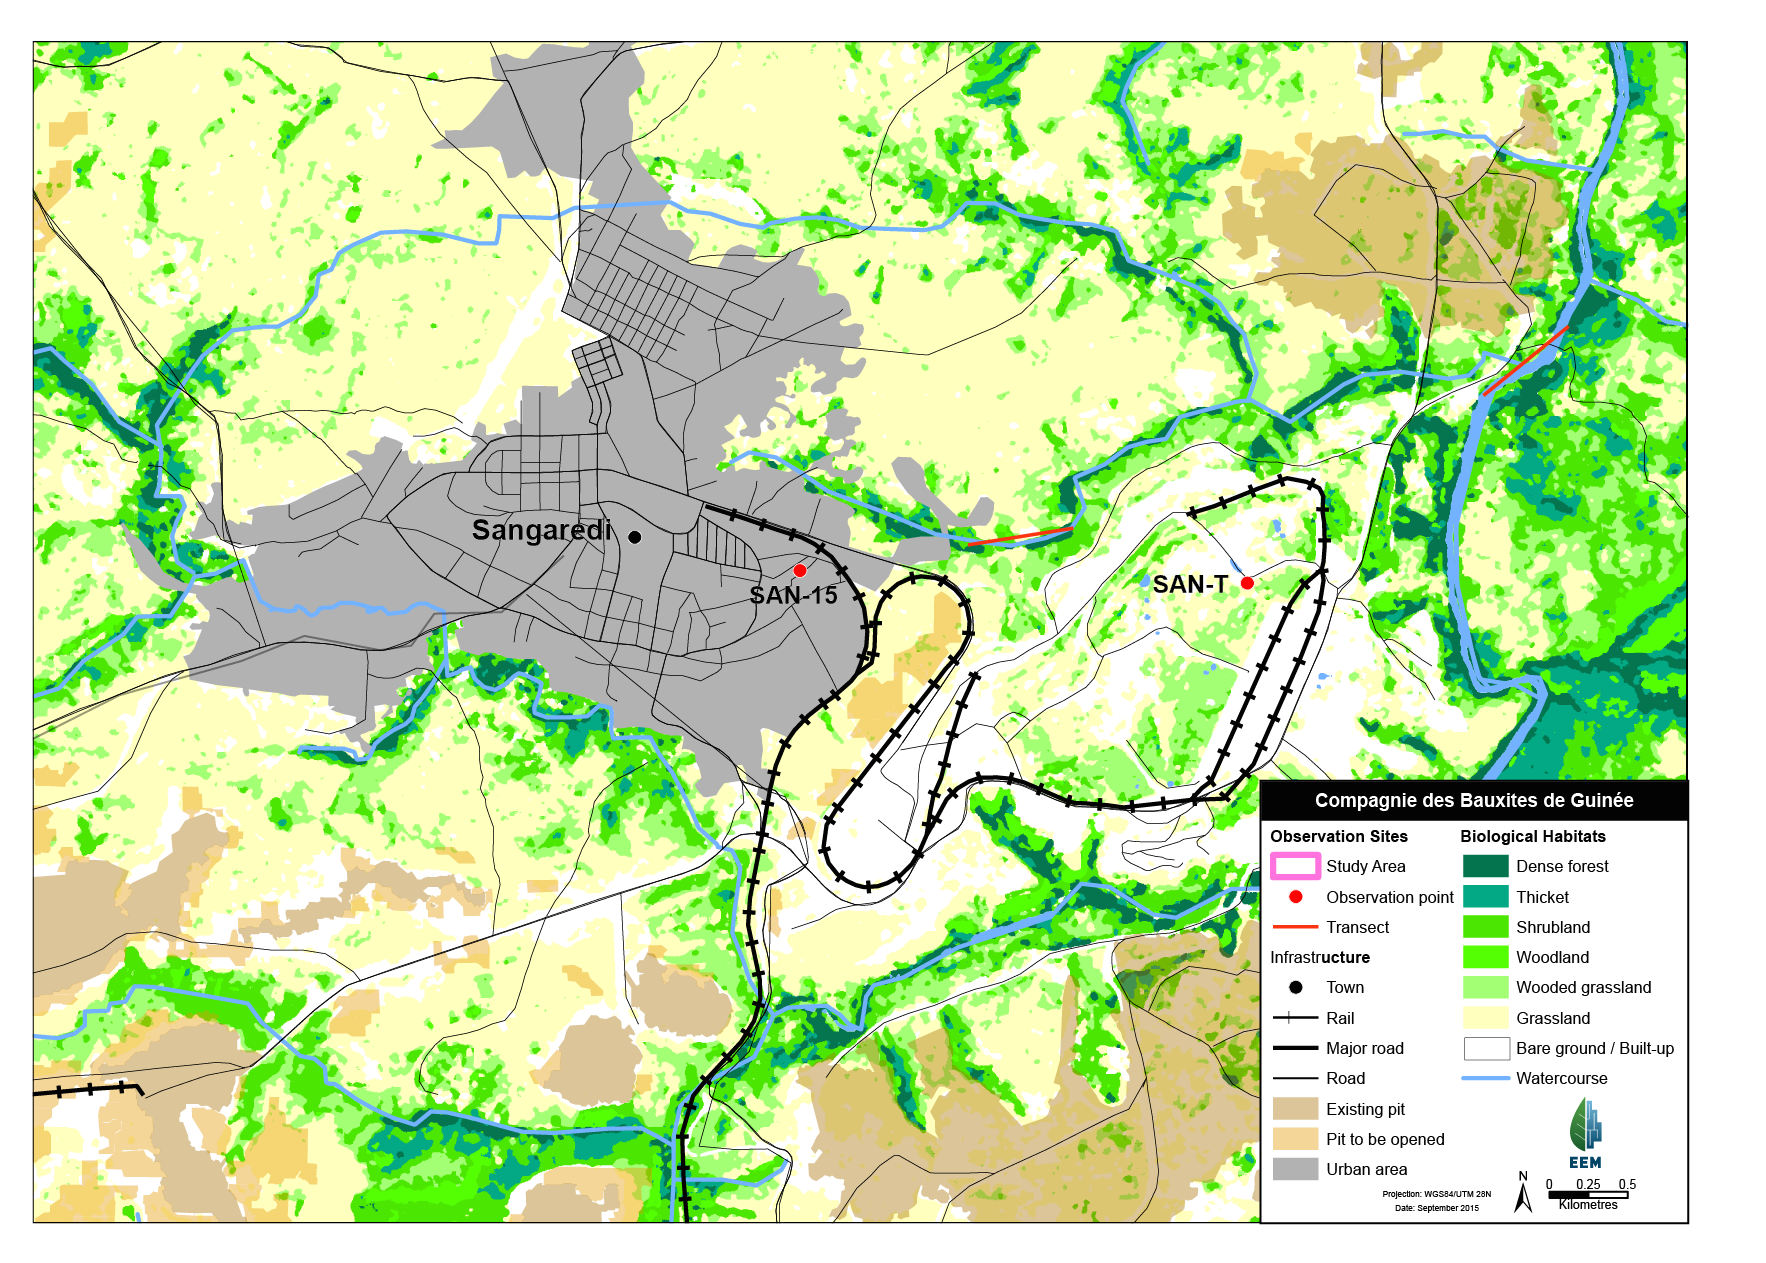 Sangaredi
SAN-15
SAN-T
Compagnie des Bauxites de Guinée
Observation Sites
Study Area
Observation point
Transect
Infrastructure
Town
Rail
Major road
Road
Existing pit
Pit to be opened
Urban area
Biological Habitats
Dense forest
Thicket
Shrubland
Woodland
Wooded grassland
Grassland
Bare ground / Built-up
Watercourse
EEM
Projection: WGS84/UTM 28N
Date: September 2015
N
0 0.25 0.5
Kilometres